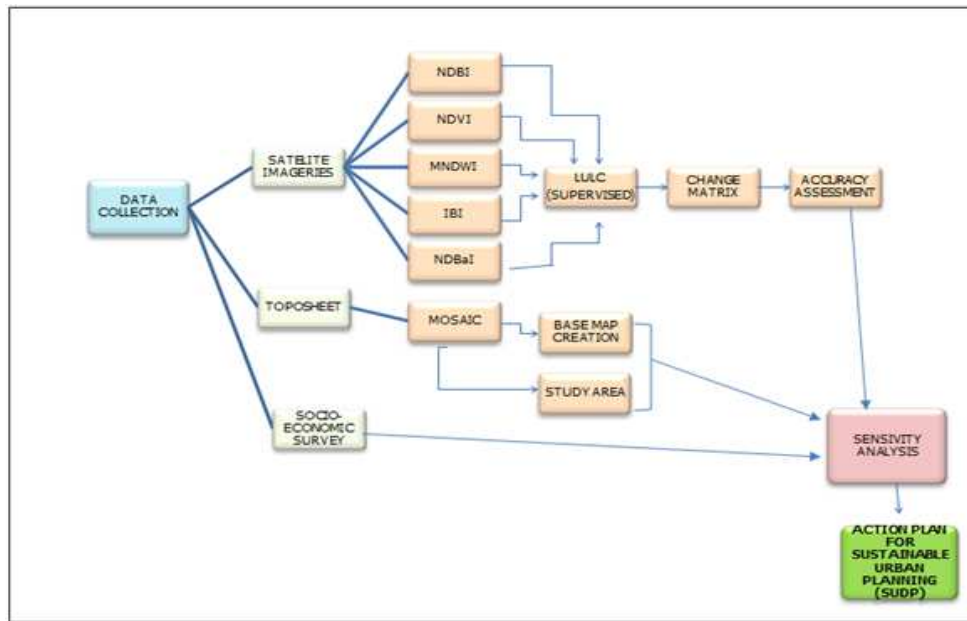 DATA
COLLECTION
SATELITE
IMAGERIES
TOPOSHEET
SOCIO-
ECONOMIC
SURVEY
NDBI
NDVI
MNDWI
IBI
NDBaI
MOSAIC
LULC
(SUPERVISED)
CHANGE
MATRIX
ACCURACY
ASSESSMENT
BASE MAP
CREATION
STUDY AREA
SENSIVITY
ANALYSIS
ACTION PLAN
FOR
SUSTAINABLE
URBAN
PLANNING
(SUDP)